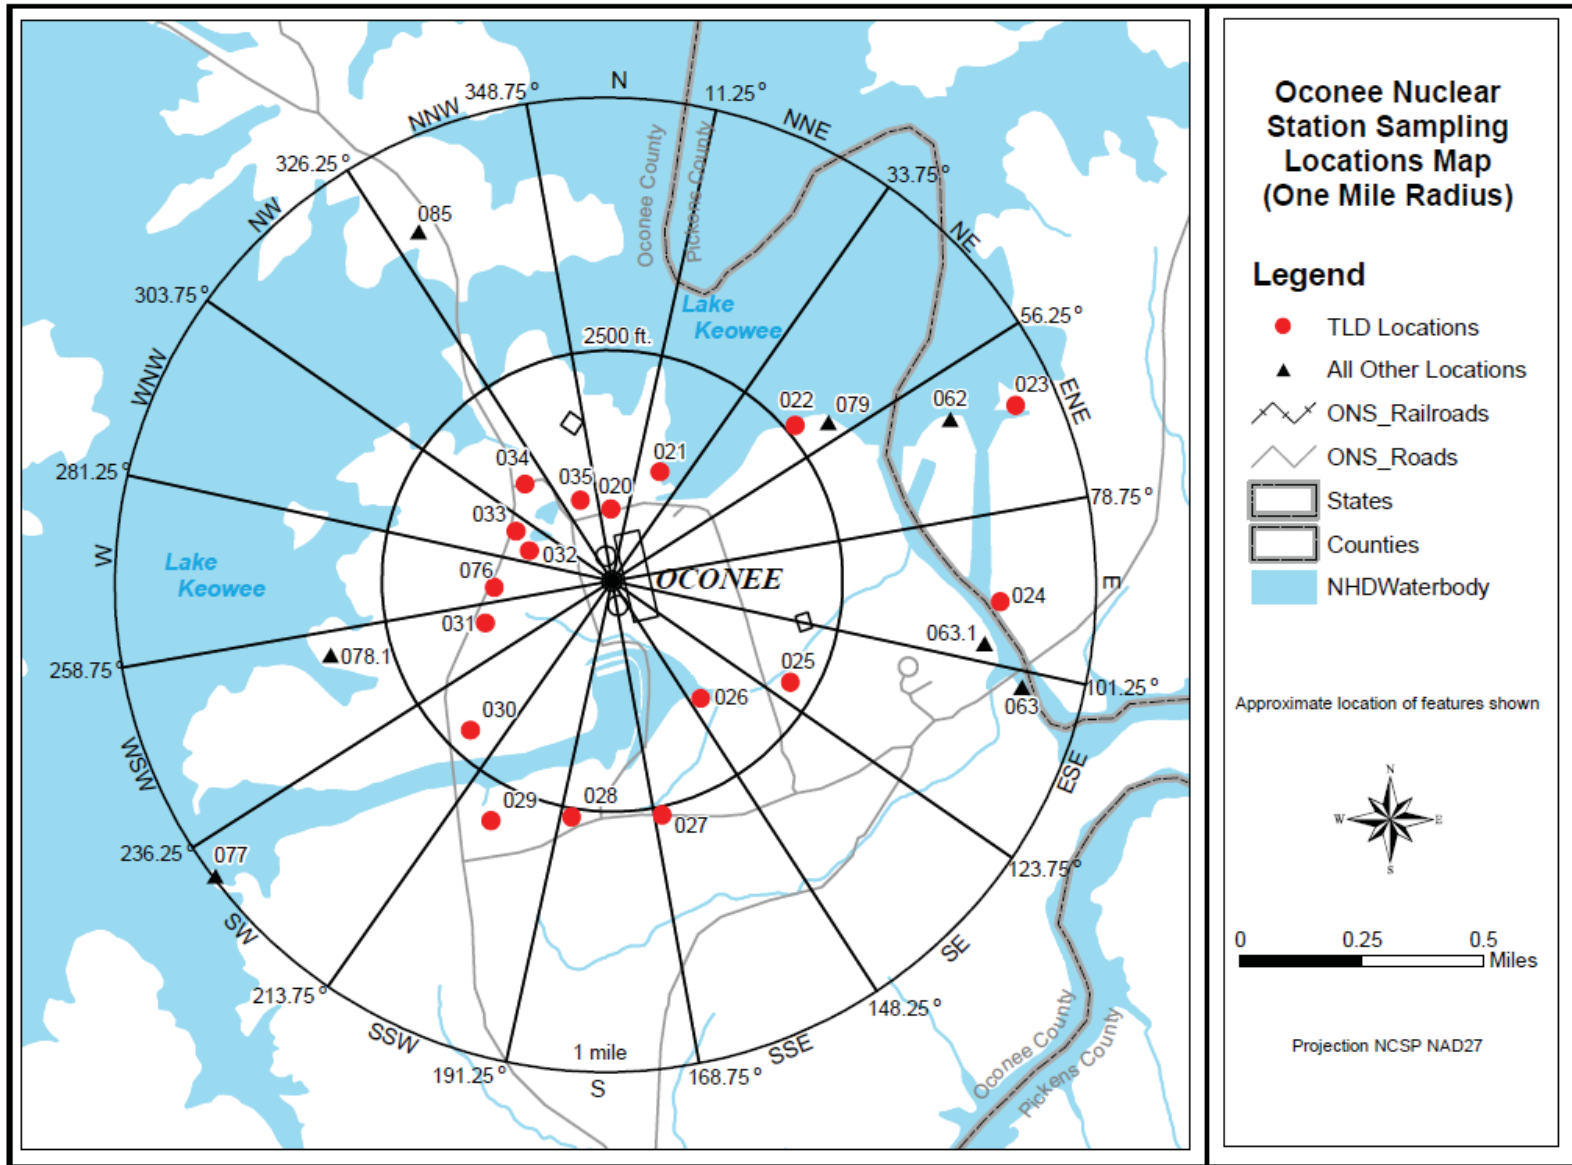 N
348.75°
11.25°
NNW
NNE
326.25°
33.75°
NW
085
NE
Oconee County
Pickens County
303.75°
Lake
Keowee
56.25°
2500 ft.
WNW
ENE
022
079
062
023
034
035
020
021
281.25°
78.75°
033
032
W
Lake
Keowee
076
OCONEE
E
024
031
063.1
258.75°
078.1
025
101.25°
026
063
030
WSW
ESE
029
028
027
236.25°
077
123.75°
SW
SE
213.75°
148.25°
SSW
1 mile
SSE
191.25°
S
168.75°
Oconee County
Pickens County
Oconee Nuclear
Station Sampling
Locations Map
(One Mile Radius)
Legend
TLD Locations
All Other Locations
ONS_Railroads
ONS_Roads
States
Counties
NHDWaterbody
Approximate location of features shown
N
W
E
S
0
0.25
0.5
Miles
Projection NCSP NAD27